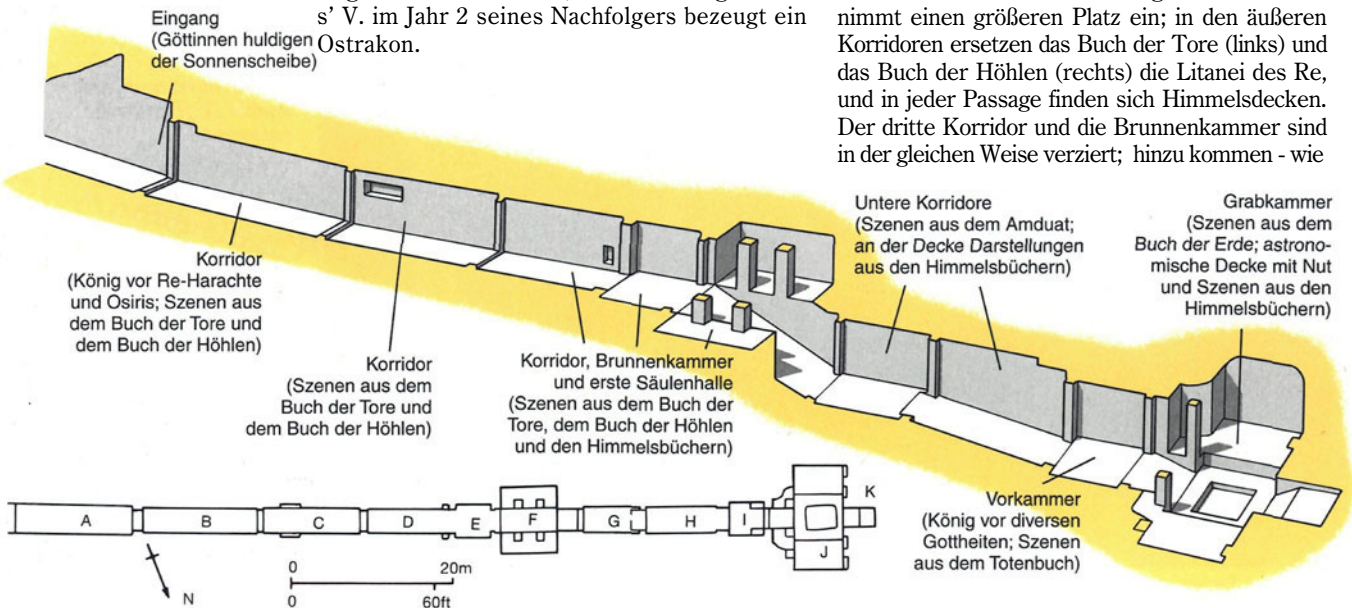 s' V. im Jahr 2 seines Nachfolgers bezeugt ein
Ostrakon.
nimmt einen größeren Platz ein; in den äußeren
Korridoren ersetzen das Buch der Tore (links) und
das Buch der Höhlen (rechts) die Litanei des Re,
und in jeder Passage finden sich Himmelsdecken.
Der dritte Korridor und die Brunnenkammer sind
in der gleichen Weise verziert; hinzu kommen - wie
Eingang
(Göttinnen huldigen
der Sonnenscheibe)
Korridor
(König vor Re-Harachte
und Osiris; Szenen aus
dem Buch der Tore und
dem Buch der Höhlen)
Korridor
(Szenen aus dem
Buch der Tore und
dem Buch der Höhlen)
Korridor, Brunnenkammer
und erste Säulenhalle
(Szenen aus dem Buch der
Tore, dem Buch der Höhlen
und den Himmelsbüchern)
Untere Korridore
(Szenen aus dem Amduat;
an der Decke Darstellungen
aus den Himmelsbüchern)
Grabkammer
(Szenen aus dem
Buch der Erde; astrono-
mische Decke mit Nut
und Szenen aus den
Himmelsbüchern)
Vorkammer
(König vor diversen
Gottheiten; Szenen
aus dem Totenbuch)
A B C D E F G H I J K
N
0 20m
0 60ft